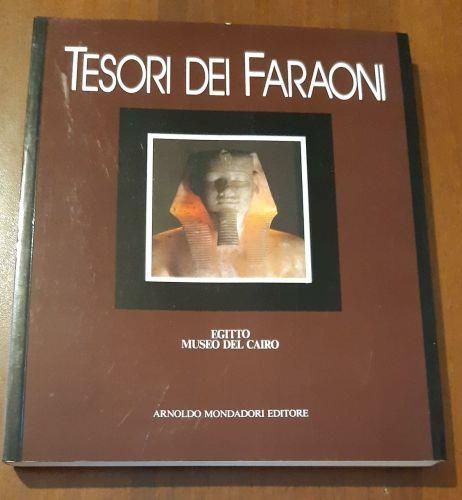 TESORI DEI FARAONI
EGITTO
MUSEO DEL CAIRO
ARNOLDO MONDADORI EDITORE